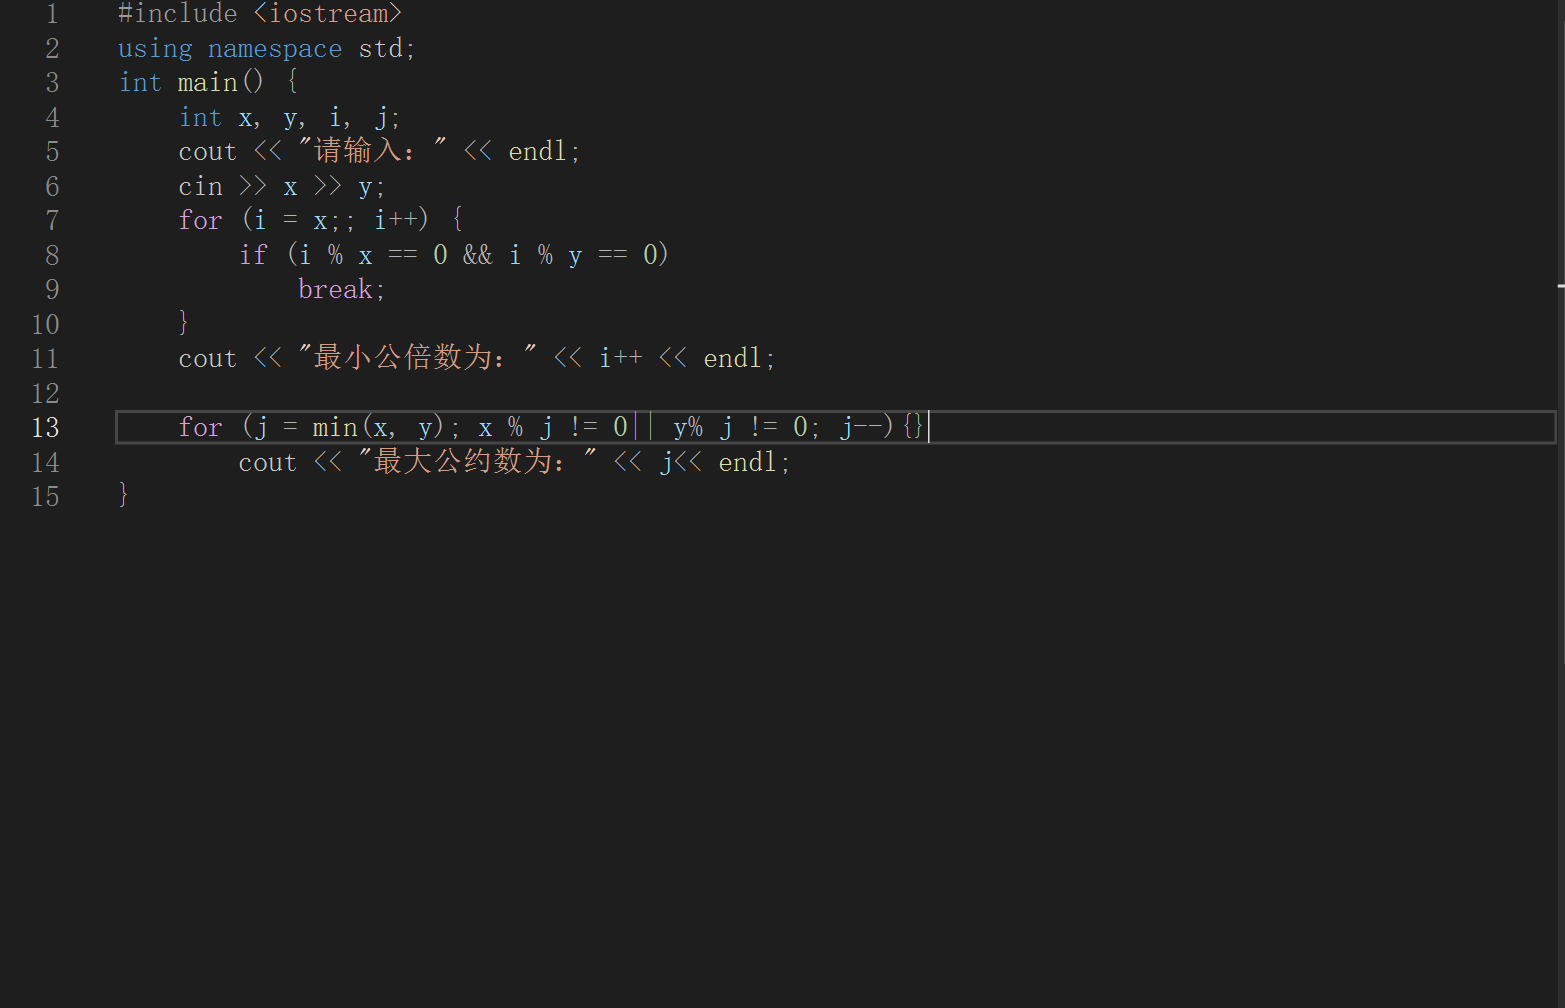 1 #include <iostream>
2 using namespace std;
3 int main() {
4     int x, y, i, j;
5     cout << "请输入：" << endl;
6     cin >> x >> y;
7     for (i = x;; i++) {
8         if (i % x == 0 && i % y == 0)
9             break;
10     }
11     cout << "最小公倍数为：" << i++ << endl;
12
13     for (j = min(x, y); x % j != 0|| y% j != 0; j--){}
14         cout << "最大公约数为：" << j<< endl;
15 }